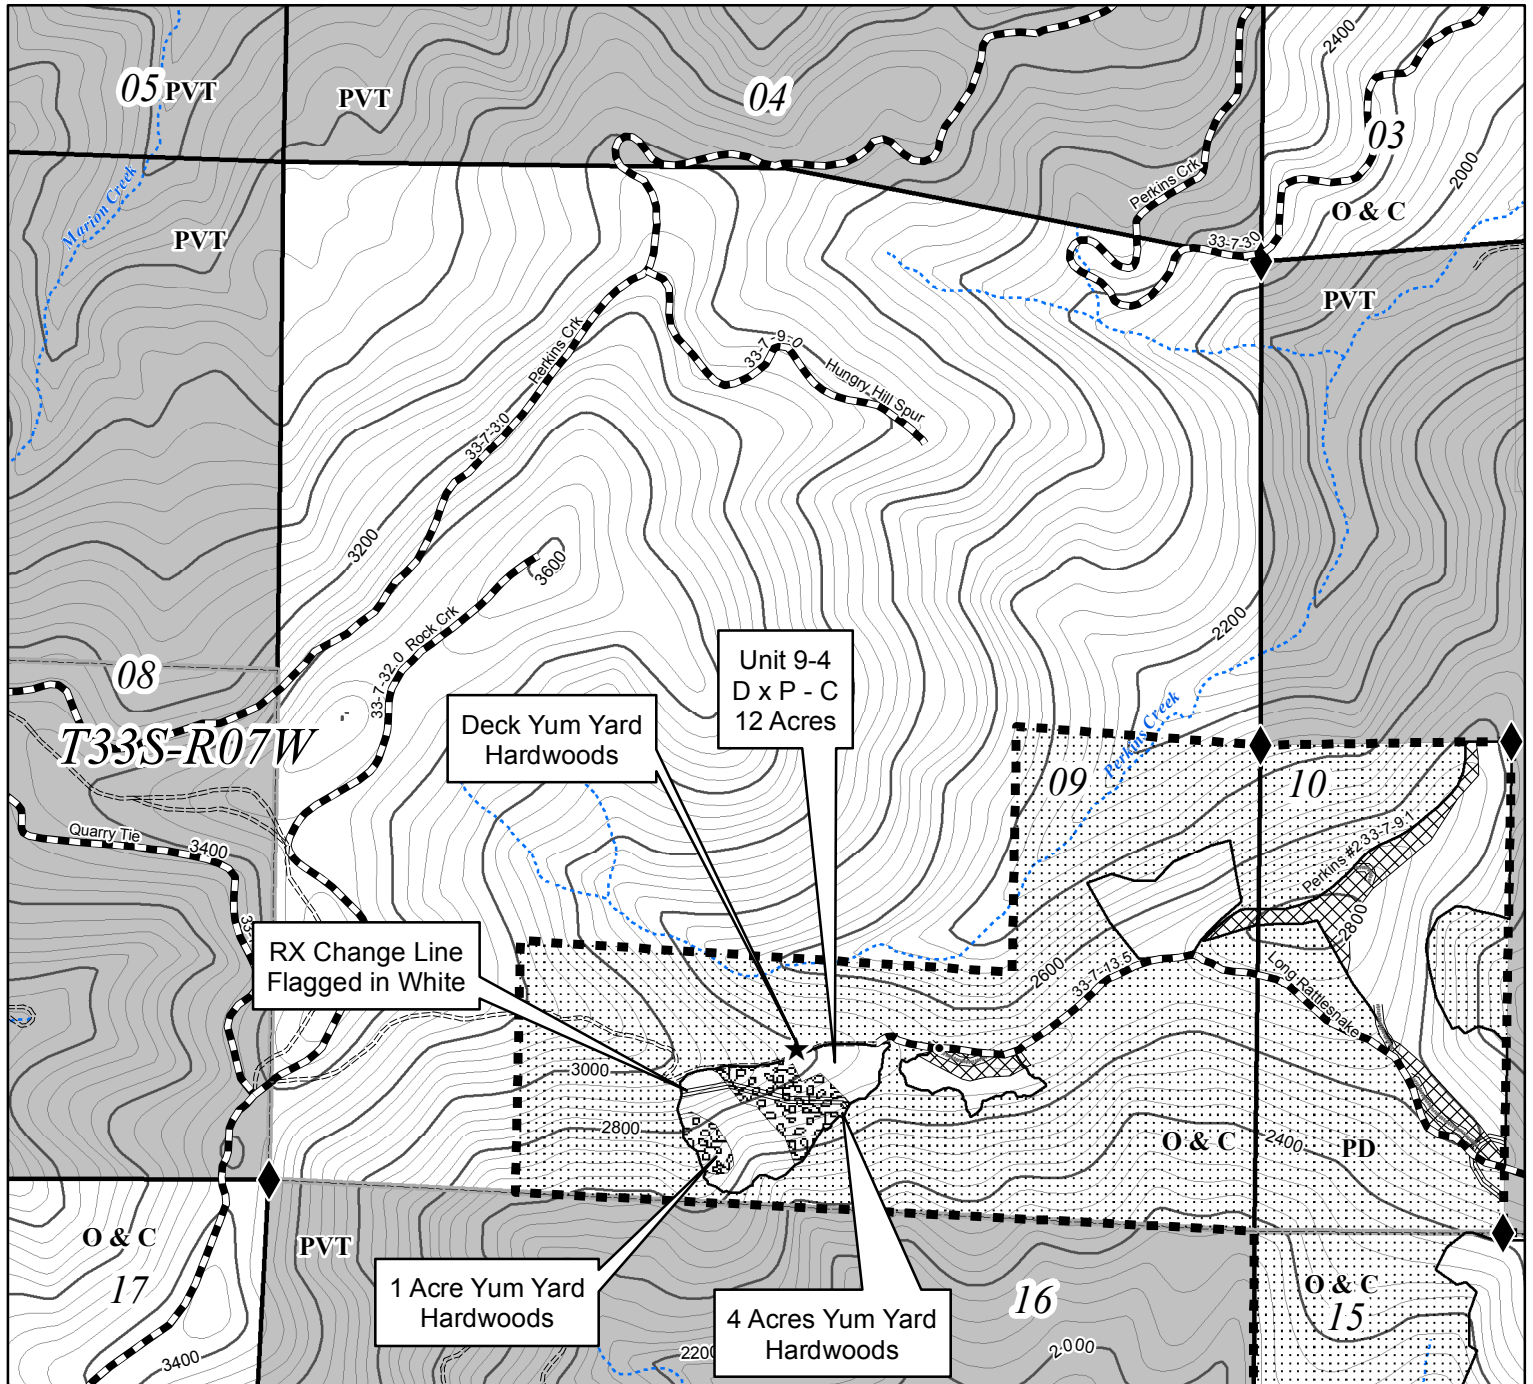 05 PVT
PVT
04
2400
03
2000
O & C
Marion Creek
PVT
Perkins Crk
33-7-3.0
PVT
Perkins Crk
33-7-9.0
Hungry Hill Spur
33-7-3.0
3200
3600
2200
33-7-32.0 Rock Crk
08
T33S-R07W
Unit 9-4
D x P - C
12 Acres
Deck Yum Yard
Hardwoods
Perkins Creek
09
10
Quarry Tie
3400
Perkins #2 33-7-9.1
2800
RX Change Line
Flagged in White
2600
33-7-13.5
Long Rattlesnake
3000
2800
O & C
2400
PD
O & C
17
PVT
1 Acre Yum Yard
Hardwoods
4 Acres Yum Yard
Hardwoods
16
O & C
15
3400
2200
2000